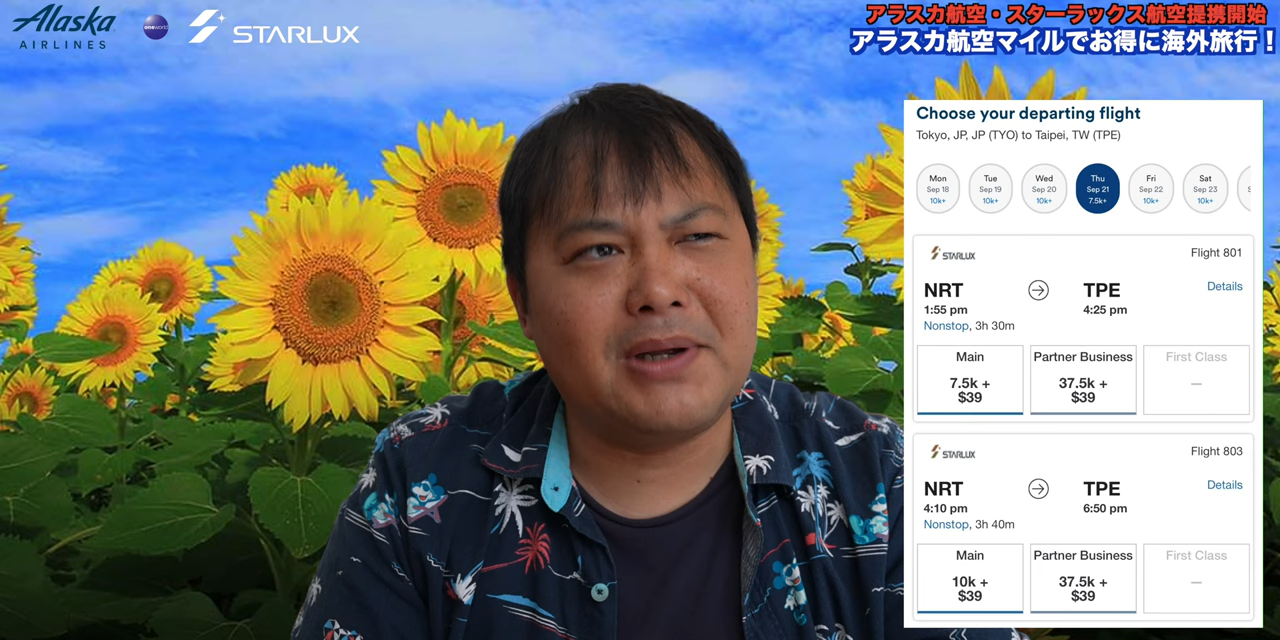 Alaska
AIRLINES
oneworld
STARLUX
アラスカ航空・スターラックス航空提携開始
アラスカ航空マイルでお得に海外旅行！
Choose your departing flight
Tokyo, JP, JP (TYO) to Taipei, TW (TPE)
Mon
Sep 18
10k+
Tue
Sep 19
10k+
Wed
Sep 20
10k+
Thu
Sep 21
7.5k+
Fri
Sep 22
10k+
Sat
Sep 23
10k+
S
STARLUX
Flight 801
NRT
TPE
Details
1:55 pm
4:25 pm
Nonstop, 3h 30m
Main
Partner Business
First Class
7.5k +
$39
37.5k +
$39
—
STARLUX
Flight 803
NRT
TPE
Details
4:10 pm
6:50 pm
Nonstop, 3h 40m
Main
Partner Business
First Class
10k +
$39
37.5k +
$39
—